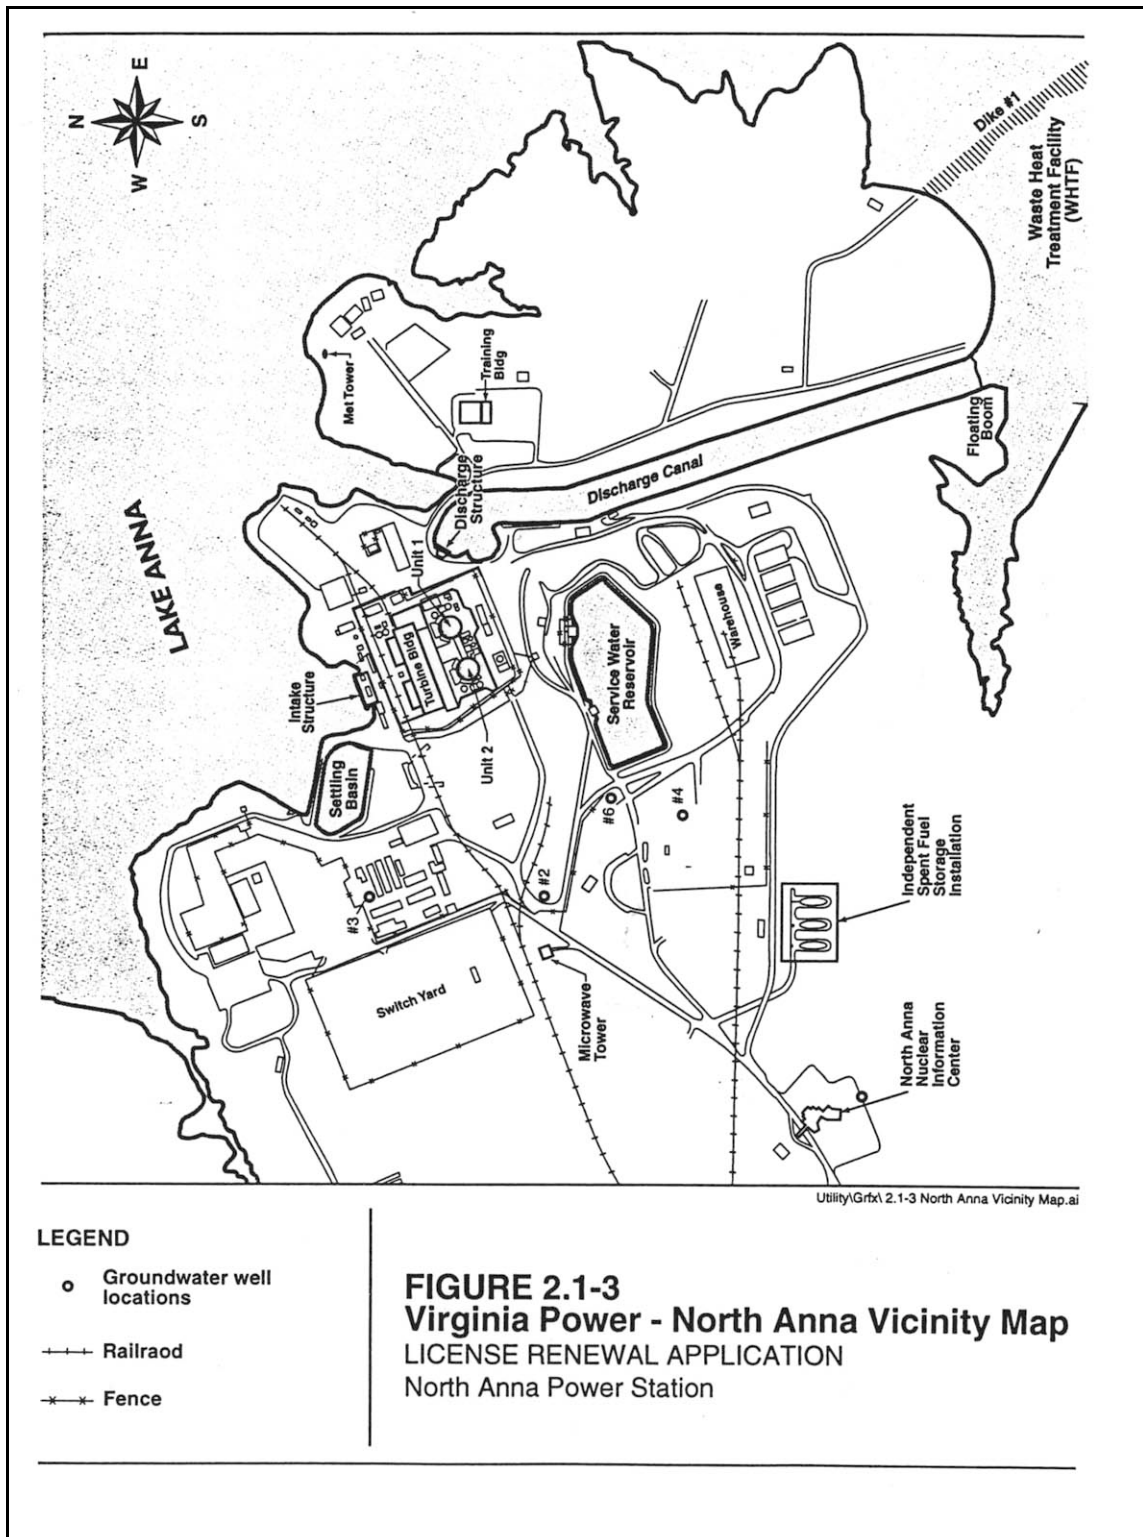 E
N
S
W
Dike #1
Waste Heat
Treatment Facility
(WHTF)
Met Tower
Training
Bldg
LAKE ANNA
Discharge
Structure
Discharge Canal
Floating
Boom
Unit 1
Turbine Bldg
Intake
Structure
Service Water
Reservoir
Warehouse
Unit 2
Settling
Basin
#6
#4
#2
#3
Switch Yard
Microwave
Tower
Independent
Spent Fuel
Storage
Installation
North Anna
Nuclear
Information
Center
Utility\Grfx\ 2.1-3 North Anna Vicinity Map.ai
LEGEND
Groundwater well
locations
Railraod
Fence
FIGURE 2.1-3
Virginia Power - North Anna Vicinity Map
LICENSE RENEWAL APPLICATION
North Anna Power Station